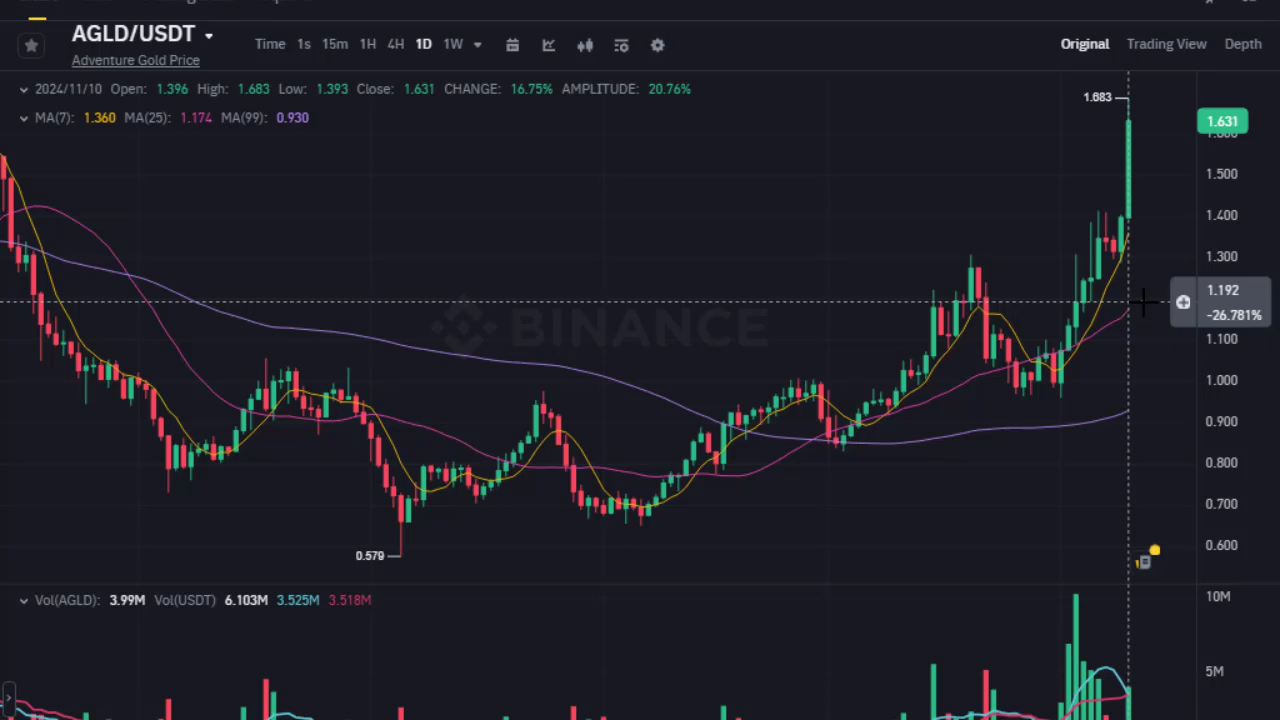 AGLD/USDT
Adventure Gold Price
Time 1s 15m 1H 4H 1D 1W
Original Trading View Depth
2024/11/10 Open: 1.396 High: 1.683 Low: 1.393 Close: 1.631 CHANGE: 16.75% AMPLITUDE: 20.76%
MA(7): 1.360 MA(25): 1.174 MA(99): 0.930
1.683
1.631
1.500
1.400
1.300
1.192
-26.781%
BINANCE
1.100
1.000
0.900
0.800
0.700
0.600
0.579
Vol(AGLD): 3.99M Vol(USDT) 6.103M 3.525M 3.518M
10M
5M